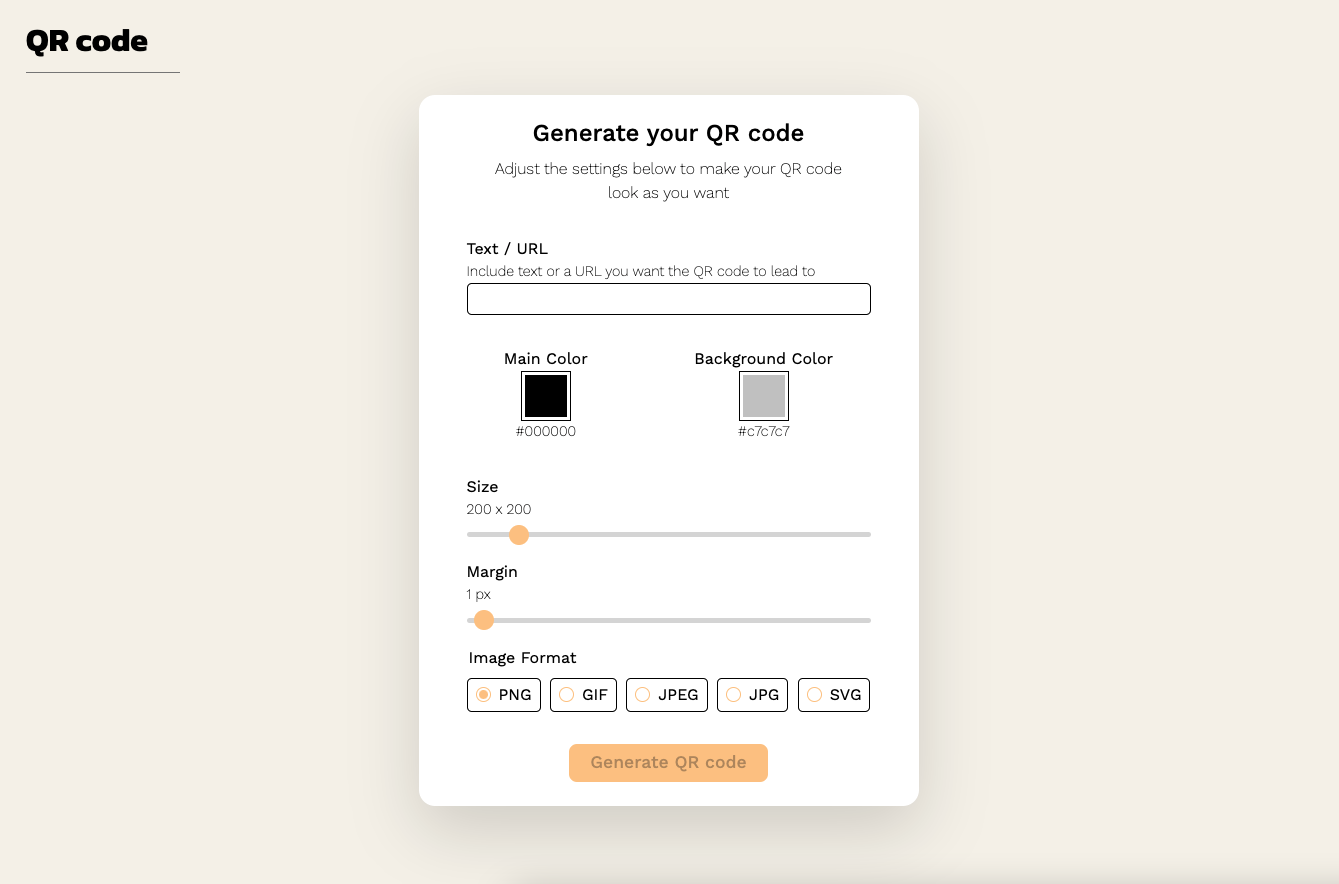 QR code
Generate your QR code
Adjust the settings below to make your QR code
look as you want
Text / URL
Include text or a URL you want the QR code to lead to
Main Color
Background Color
#000000
#c7c7c7
Size
200 x 200
Margin
1 px
Image Format
PNG GIF JPEG JPG SVG
Generate QR code